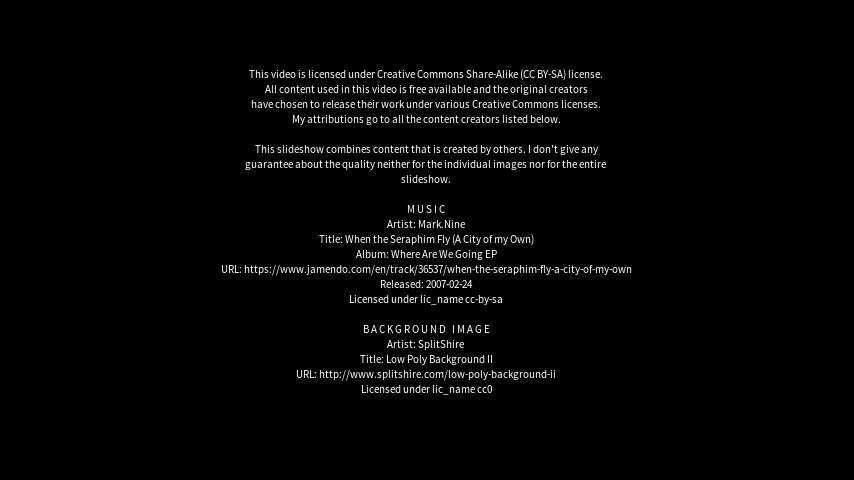 This video is licensed under Creative Commons Share-Alike (CC BY-SA) license.
All content used in this video is free available and the original creators
have chosen to release their work under various Creative Commons licenses.
My attributions go to all the content creators listed below.
This slideshow combines content that is created by others. I don't give any
guarantee about the quality neither for the individual images nor for the entire
slideshow.
MUSIC
Artist: Mark.Nine
Title: When the Seraphim Fly (A City of my Own)
Album: Where Are We Going EP
URL: https://www.jamendo.com/en/track/36537/when-the-seraphim-fly-a-city-of-my-own
Released: 2007-02-24
Licensed under lic_name cc-by-sa
BACKGROUND IMAGE
Artist: SplitShire
Title: Low Poly Background II
URL: http://www.splitshire.com/low-poly-background-ii
Licensed under lic_name cc0